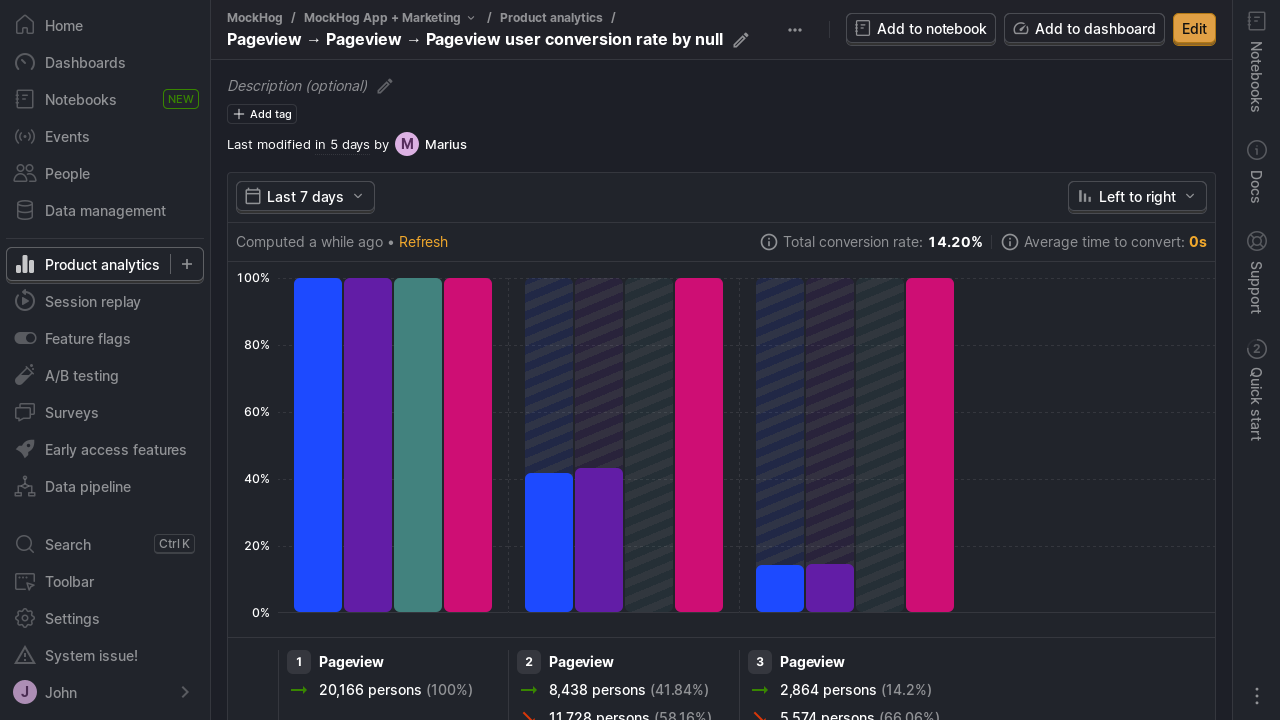 Home
Dashboards
Notebooks NEW
Events
People
Data management
Product analytics
Session replay
Feature flags
A/B testing
Surveys
Early access features
Data pipeline
Search Ctrl K
Toolbar
Settings
System issue!
J John
MockHog / MockHog App + Marketing / Product analytics /
Pageview → Pageview → Pageview user conversion rate by null
Add to notebook
Add to dashboard
Edit
Description (optional)
Add tag
Last modified in 5 days by M Marius
Last 7 days
Left to right
Computed a while ago • Refresh
Total conversion rate: 14.20%
Average time to convert: 0s
100%
80%
60%
40%
20%
0%
1 Pageview
20,166 persons (100%)
2 Pageview
8,438 persons (41.84%)
11,728 persons (58.16%)
3 Pageview
2,864 persons (14.2%)
5,574 persons (66.06%)
Notebooks
Docs
Support
2 Quick start